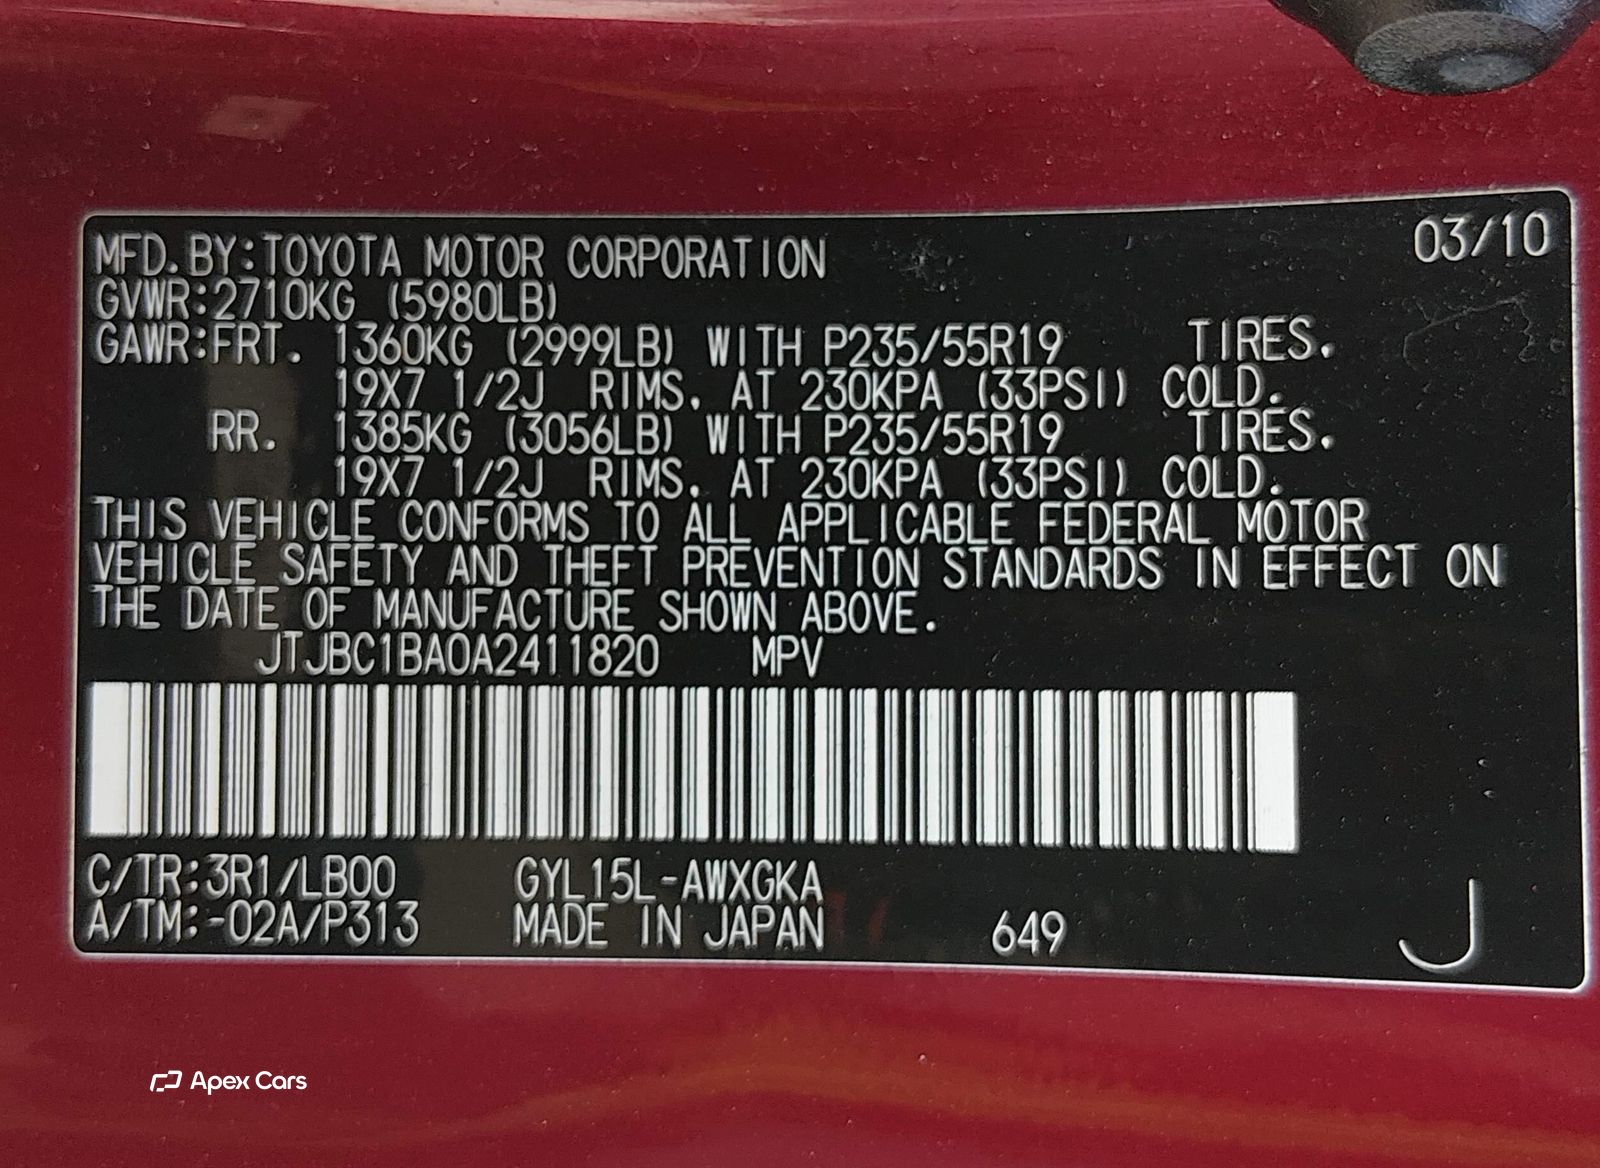 03/10
MFD.BY:TOYOTA MOTOR CORPORATION
GVWR:2710KG (5980LB)
GAWR:FRT. 1360KG (2999LB) WITH P235/55R19 TIRES.
19X7 1/2J RIMS. AT 230KPA (33PSI) COLD.
RR. 1385KG (3056LB) WITH P235/55R19 TIRES.
19X7 1/2J RIMS. AT 230KPA (33PSI) COLD.
THIS VEHICLE CONFORMS TO ALL APPLICABLE FEDERAL MOTOR
VEHICLE SAFETY AND THEFT PREVENTION STANDARDS IN EFFECT ON
THE DATE OF MANUFACTURE SHOWN ABOVE.
JTJBC1BA0A2411820 MPV
C/TR:3R1/LB00 GYL15L-AWXGKA
A/TM:-02A/P313 MADE IN JAPAN 649 J
Apex Cars